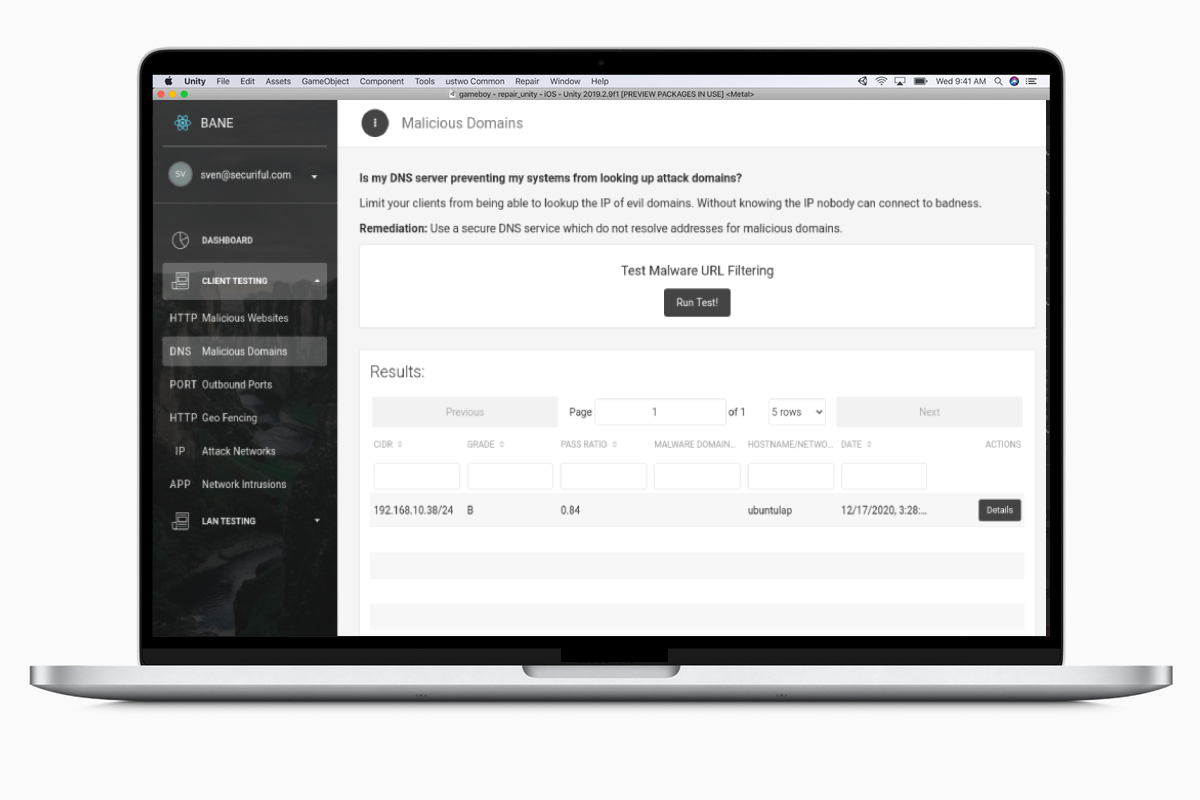 Unity File Edit Assets GameObject Component Tools ustwo Common Repair Window Help Wed 9:41 AM
gameboy - repair_unity - iOS - Unity 2019.2.9f1 [PREVIEW PACKAGES IN USE] <Metal>
BANE
SV sven@securiful.com
DASHBOARD
CLIENT TESTING
HTTP Malicious Websites
DNS Malicious Domains
PORT Outbound Ports
HTTP Geo Fencing
IP Attack Networks
APP Network Intrusions
LAN TESTING
Malicious Domains
Is my DNS server preventing my systems from looking up attack domains?
Limit your clients from being able to lookup the IP of evil domains. Without knowing the IP nobody can connect to badness.
Remediation: Use a secure DNS service which do not resolve addresses for malicious domains.
Test Malware URL Filtering
Run Test!
Results:
Previous Page 1 of 1 5 rows Next
CIDR GRADE PASS RATIO MALWARE DOMAIN... HOSTNAME/NETWO... DATE ACTIONS
192.168.10.38/24 B 0.84 ubuntulap 12/17/2020, 3:28:... Details